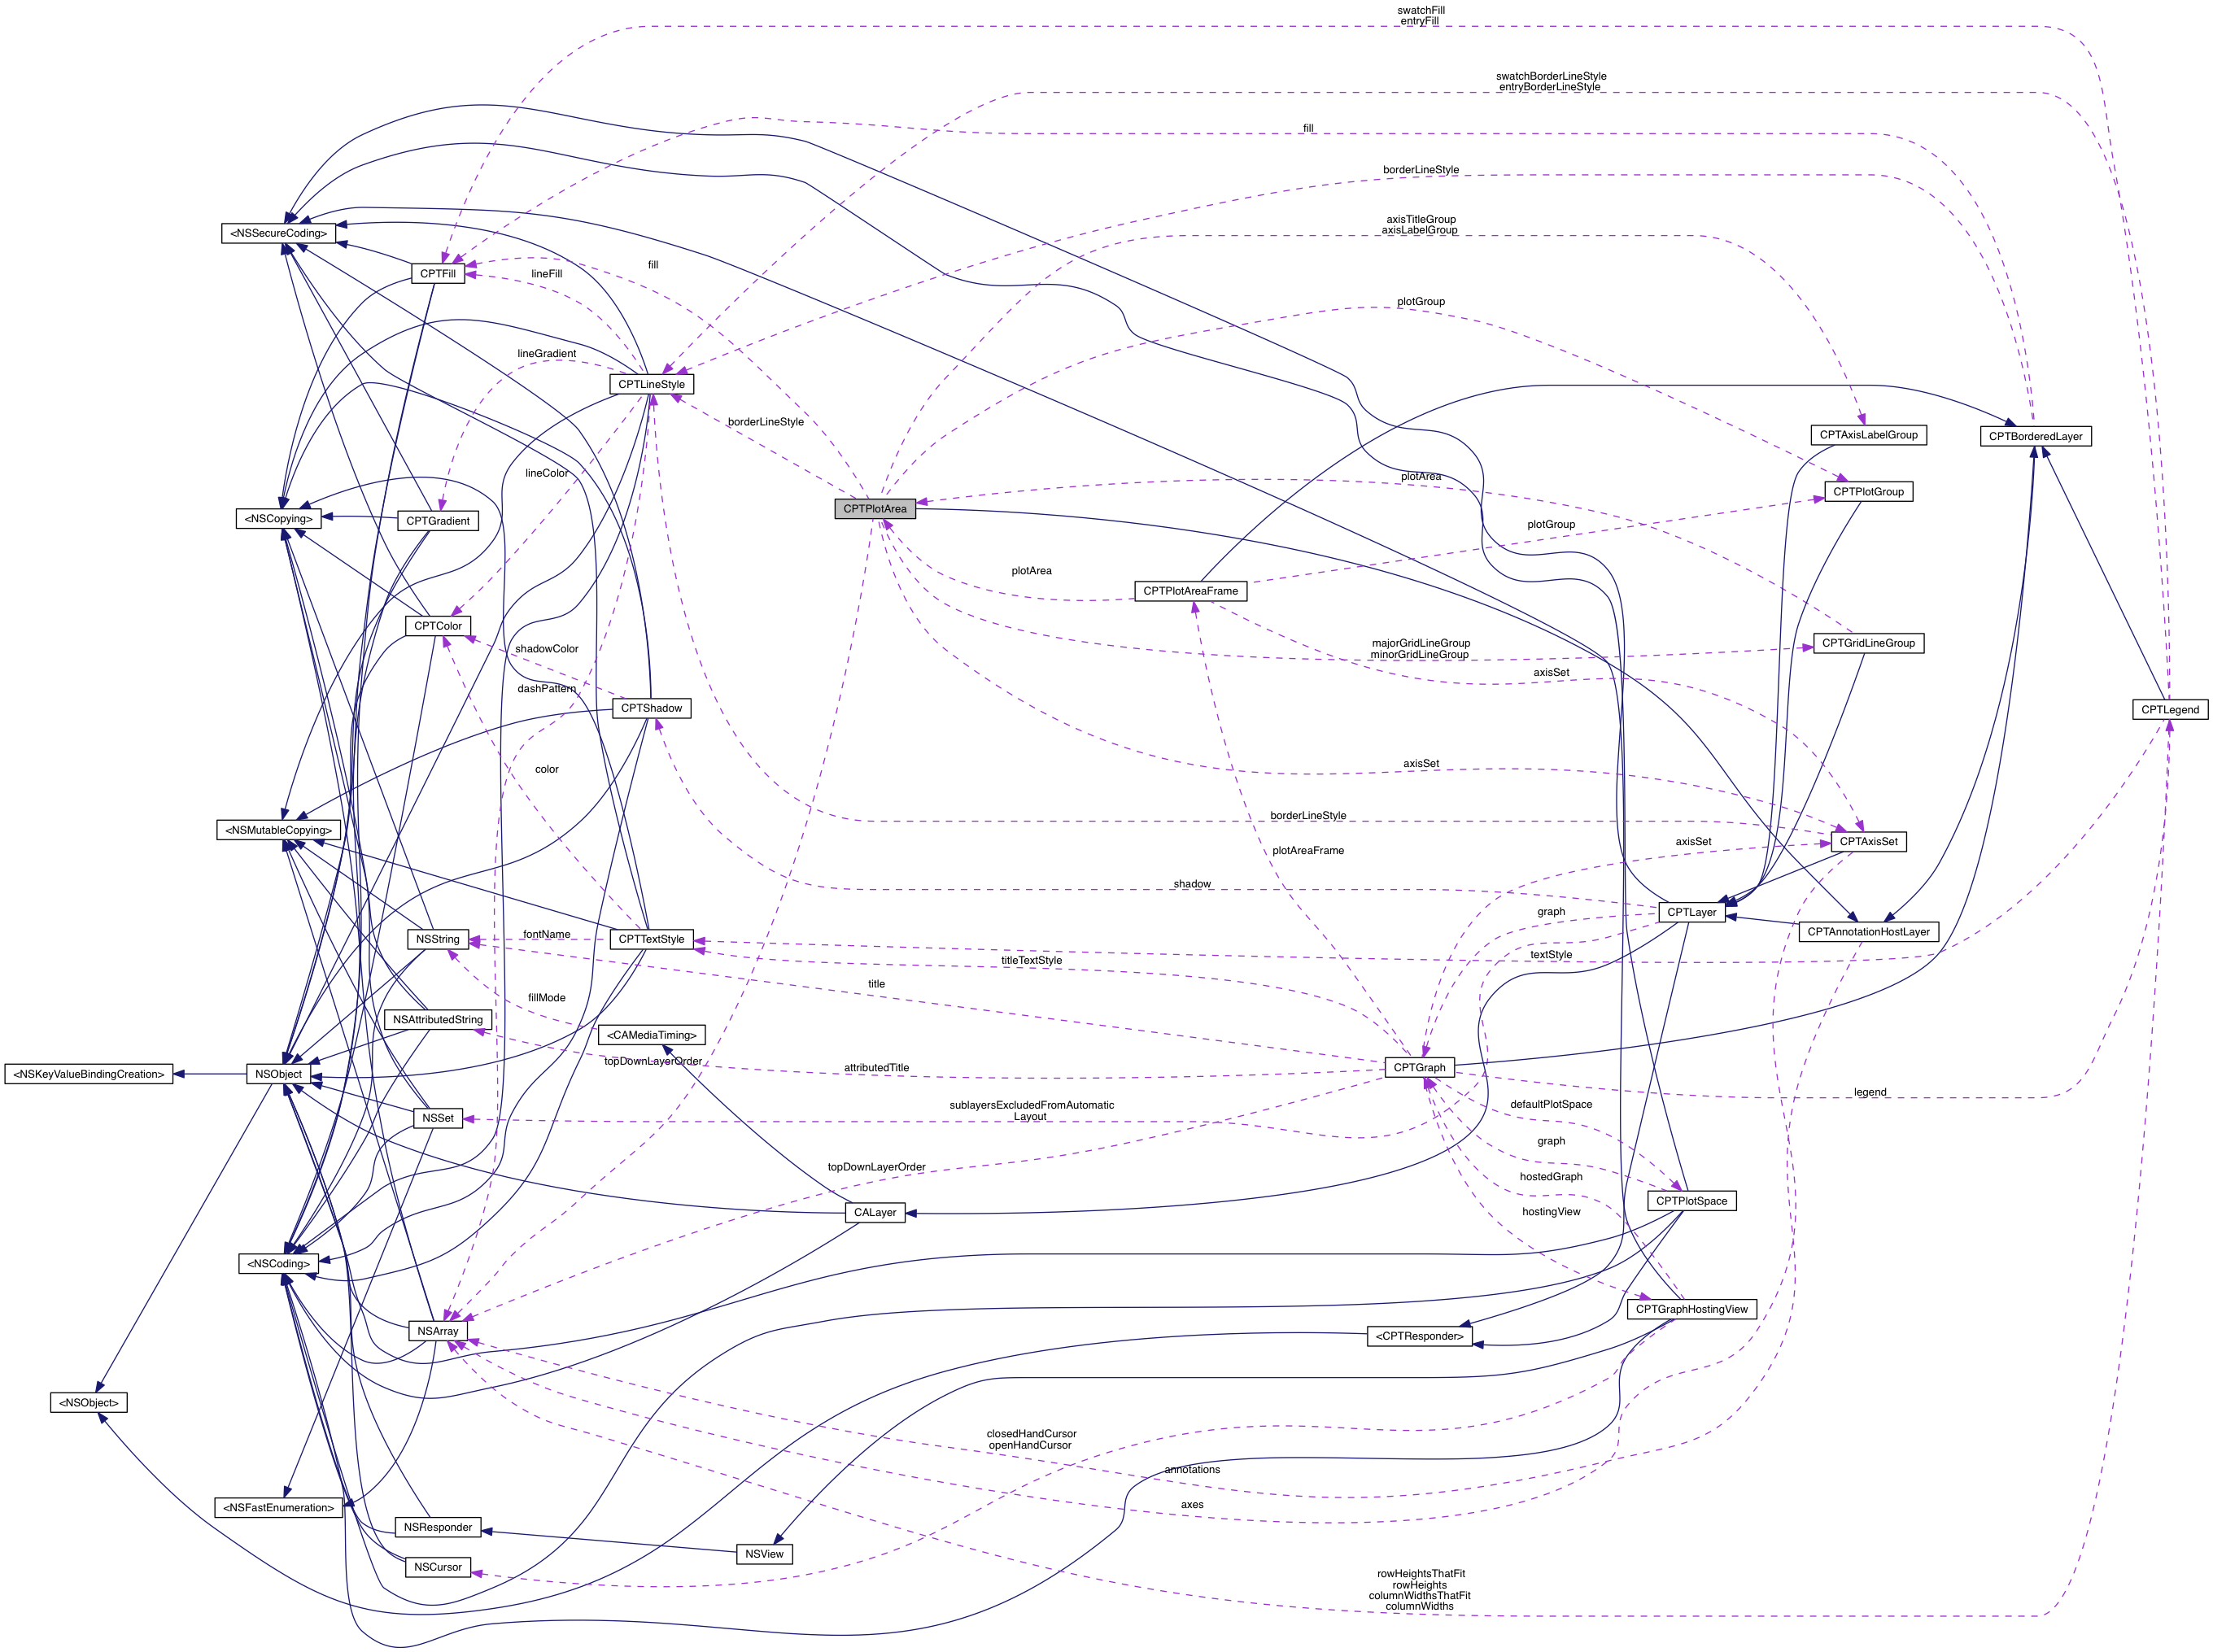 swatchFill
entryFill
swatchBorderLineStyle
entryBorderLineStyle
fill
borderLineStyle
axisTitleGroup
axisLabelGroup
<NSSecureCoding>
fill
CPTFill
lineFill
plotGroup
lineGradient
CPTLineStyle
borderLineStyle
CPTAxisLabelGroup
CPTBorderedLayer
lineColor
plotArea
CPTPlotGroup
CPTPlotArea
<NSCopying>
CPTGradient
plotGroup
plotArea
CPTPlotAreaFrame
CPTColor
majorGridLineGroup
minorGridLineGroup
CPTGridLineGroup
shadowColor
axisSet
dashPattern
CPTShadow
CPTLegend
color
axisSet
borderLineStyle
<NSMutableCopying>
plotAreaFrame
axisSet
CPTAxisSet
shadow
graph
CPTLayer
CPTAnnotationHostLayer
NSString
fontName
CPTTextStyle
titleTextStyle
textStyle
title
fillMode
NSAttributedString
<CAMediaTiming>
topDownLayerOrder
attributedTitle
CPTGraph
<NSKeyValueBindingCreation>
NSObject
legend
sublayersExcludedFromAutomatic
Layout
defaultPlotSpace
NSSet
graph
topDownLayerOrder
hostedGraph
CPTPlotSpace
CALayer
hostingView
<NSCoding>
CPTGraphHostingView
NSArray
<CPTResponder>
<NSObject>
closedHandCursor
openHandCursor
annotations
<NSFastEnumeration>
axes
NSResponder
NSView
NSCursor
rowHeightsThatFit
rowHeights
columnWidthsThatFit
columnWidths